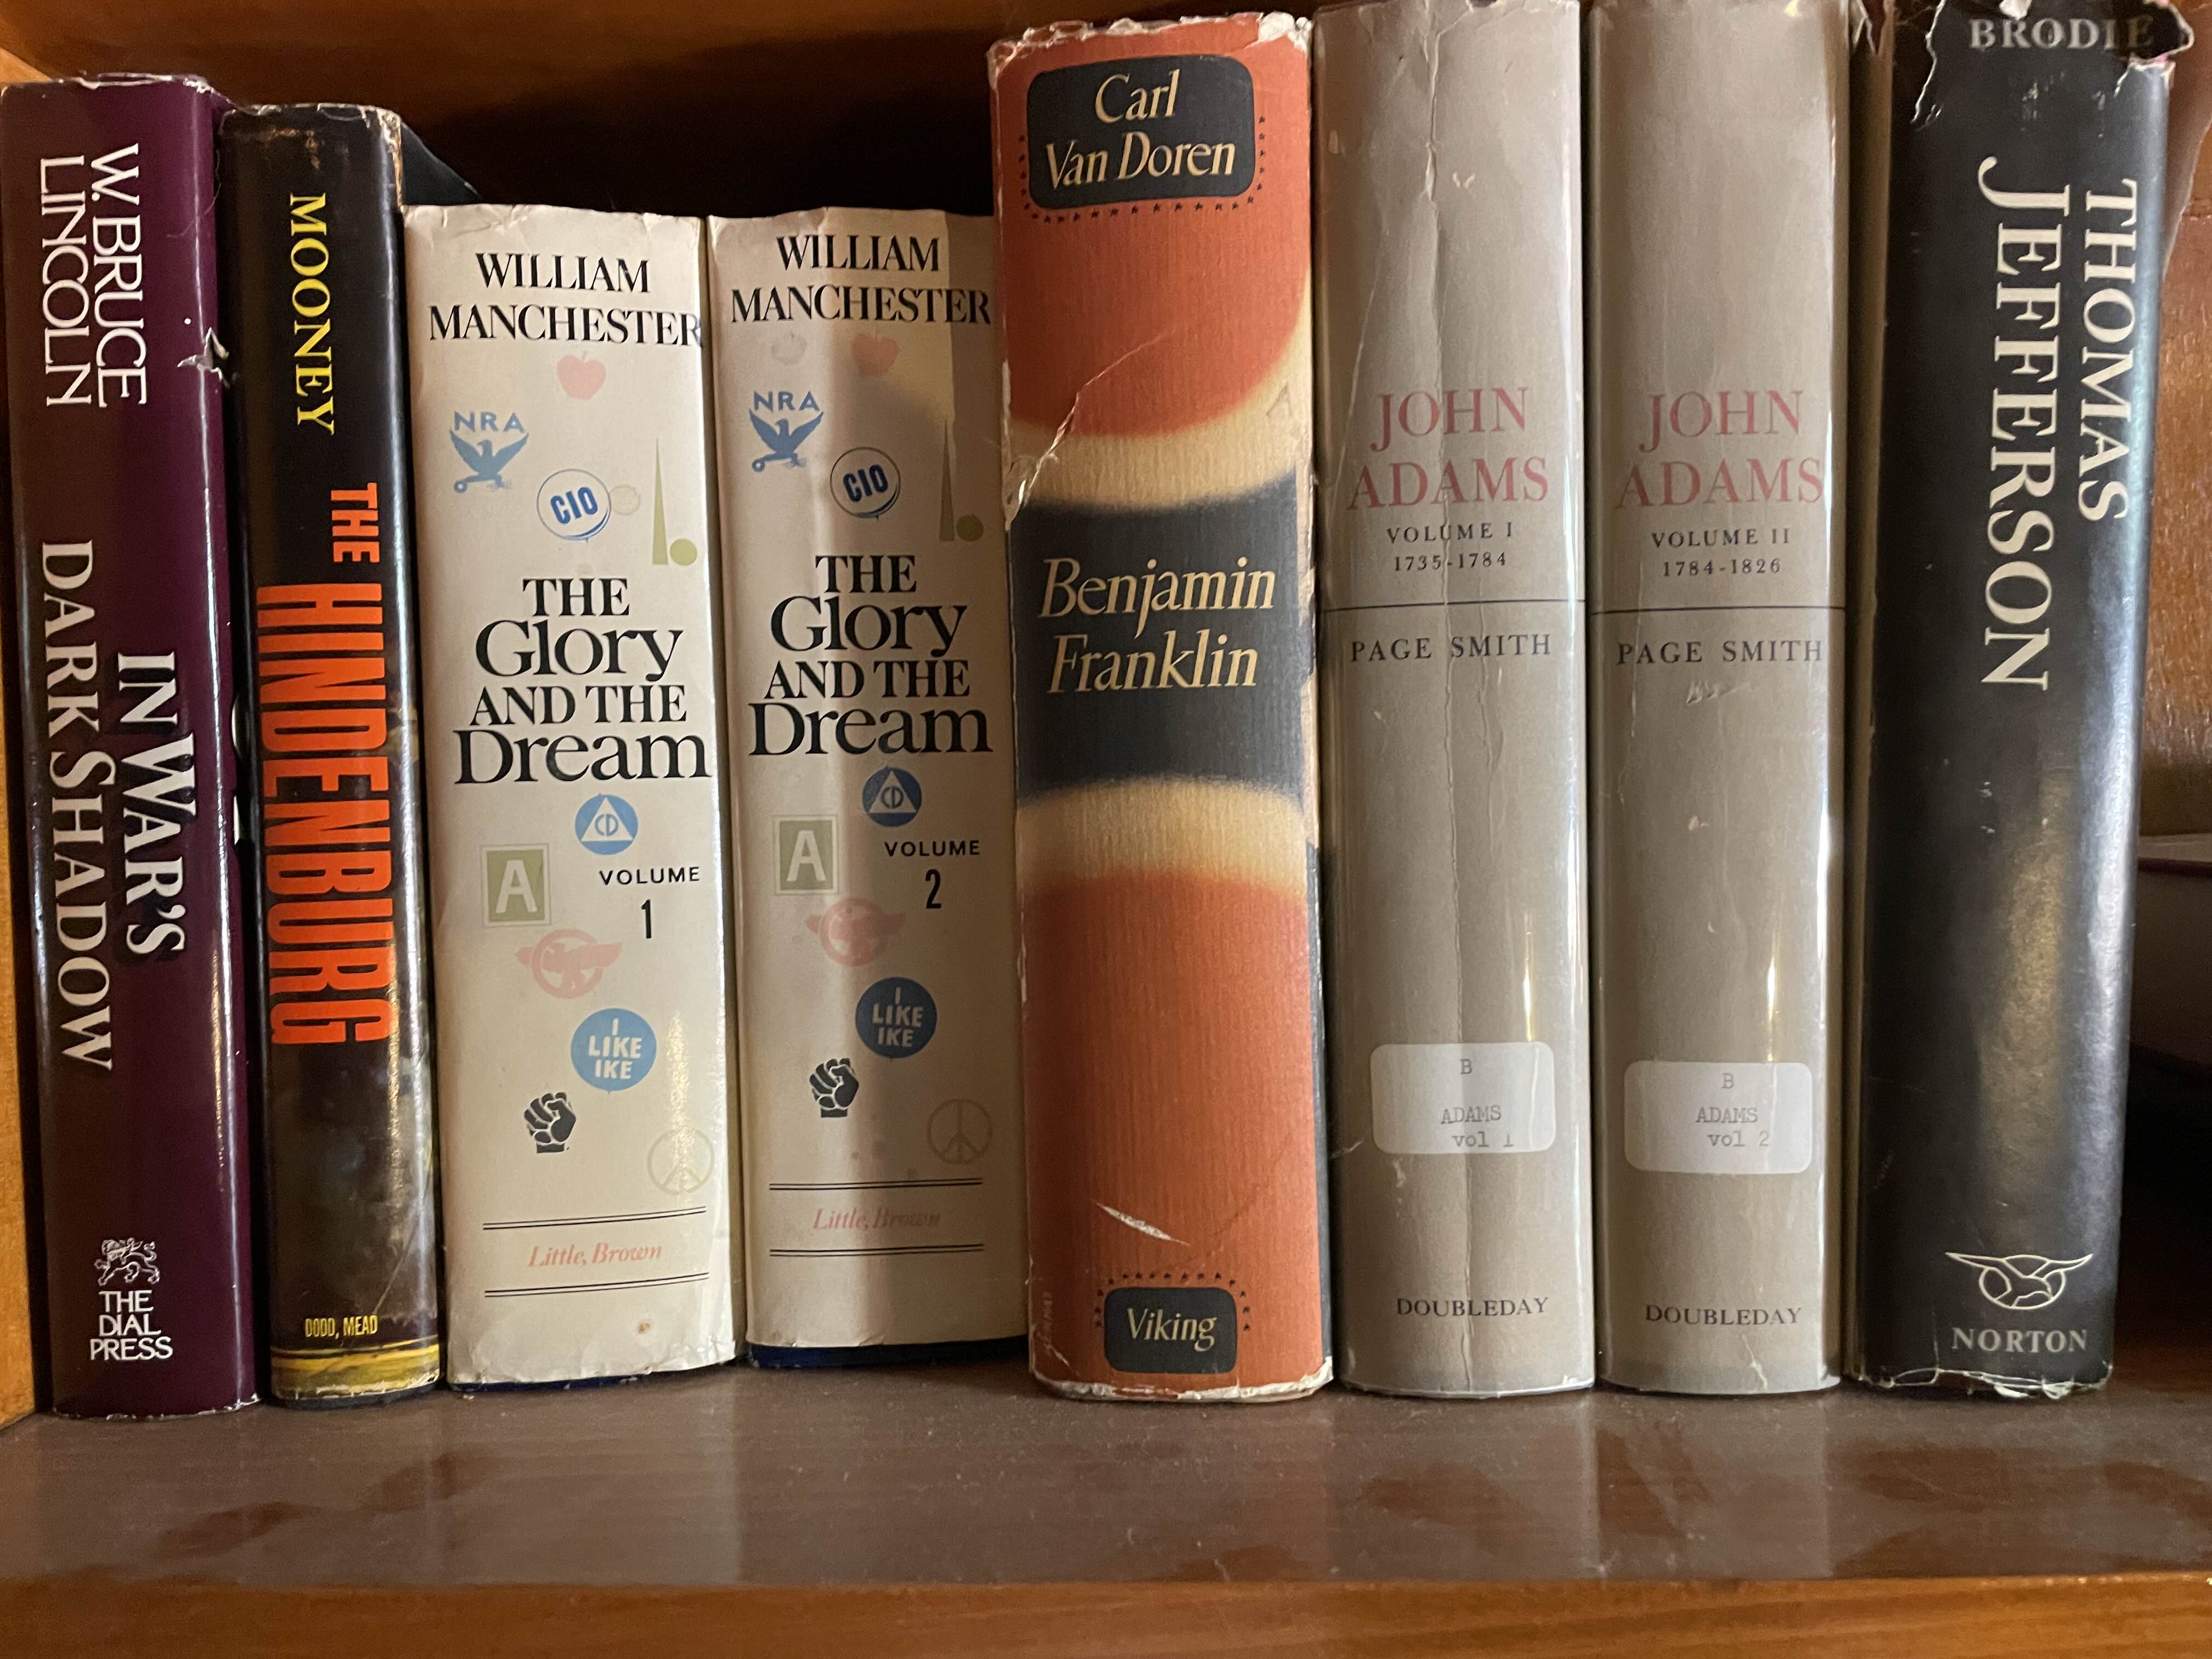 W. BRUCE
LINCOLN
IN WAR'S
DARK SHADOW
THE
DIAL
PRESS
MOONEY
THE HINDENBURG
DODD, MEAD
WILLIAM
MANCHESTER
NRA
CIO
THE
Glory
AND THE
Dream
CD
A
VOLUME
1
I
LIKE
IKE
Little, Brown
WILLIAM
MANCHESTER
NRA
CIO
THE
Glory
AND THE
Dream
CD
A
VOLUME
2
I
LIKE
IKE
Little, Brown
Carl
Van Doren
Benjamin
Franklin
Viking
JOHN
ADAMS
VOLUME I
1735-1784
PAGE SMITH
B
ADAMS
vol 1
DOUBLEDAY
JOHN
ADAMS
VOLUME II
1784-1826
PAGE SMITH
B
ADAMS
vol 2
DOUBLEDAY
BRODIE
THOMAS
JEFFERSON
NORTON